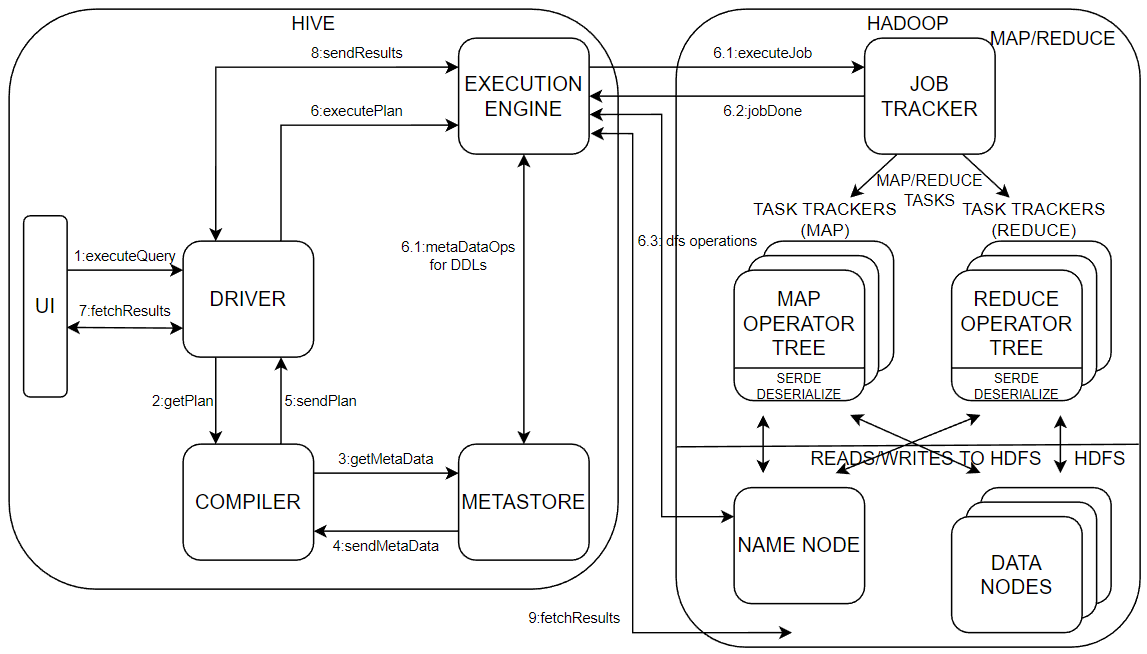 HIVE
HADOOP
MAP/REDUCE
8:sendResults
EXECUTION
ENGINE
6.1:executeJob
JOB
TRACKER
6:executePlan
6.2:jobDone
MAP/REDUCE
TASKS
TASK TRACKERS
(MAP)
TASK TRACKERS
(REDUCE)
1:executeQuery
6.1:metaDataOps
for DDLs
6.3: dfs operations
UI
DRIVER
7:fetchResults
MAP
OPERATOR
TREE
REDUCE
OPERATOR
TREE
SERDE
DESERIALIZE
SERDE
DESERIALIZE
2:getPlan
5:sendPlan
READS/WRITES TO HDFS
HDFS
3:getMetaData
COMPILER
METASTORE
4:sendMetaData
NAME NODE
DATA
NODES
9:fetchResults